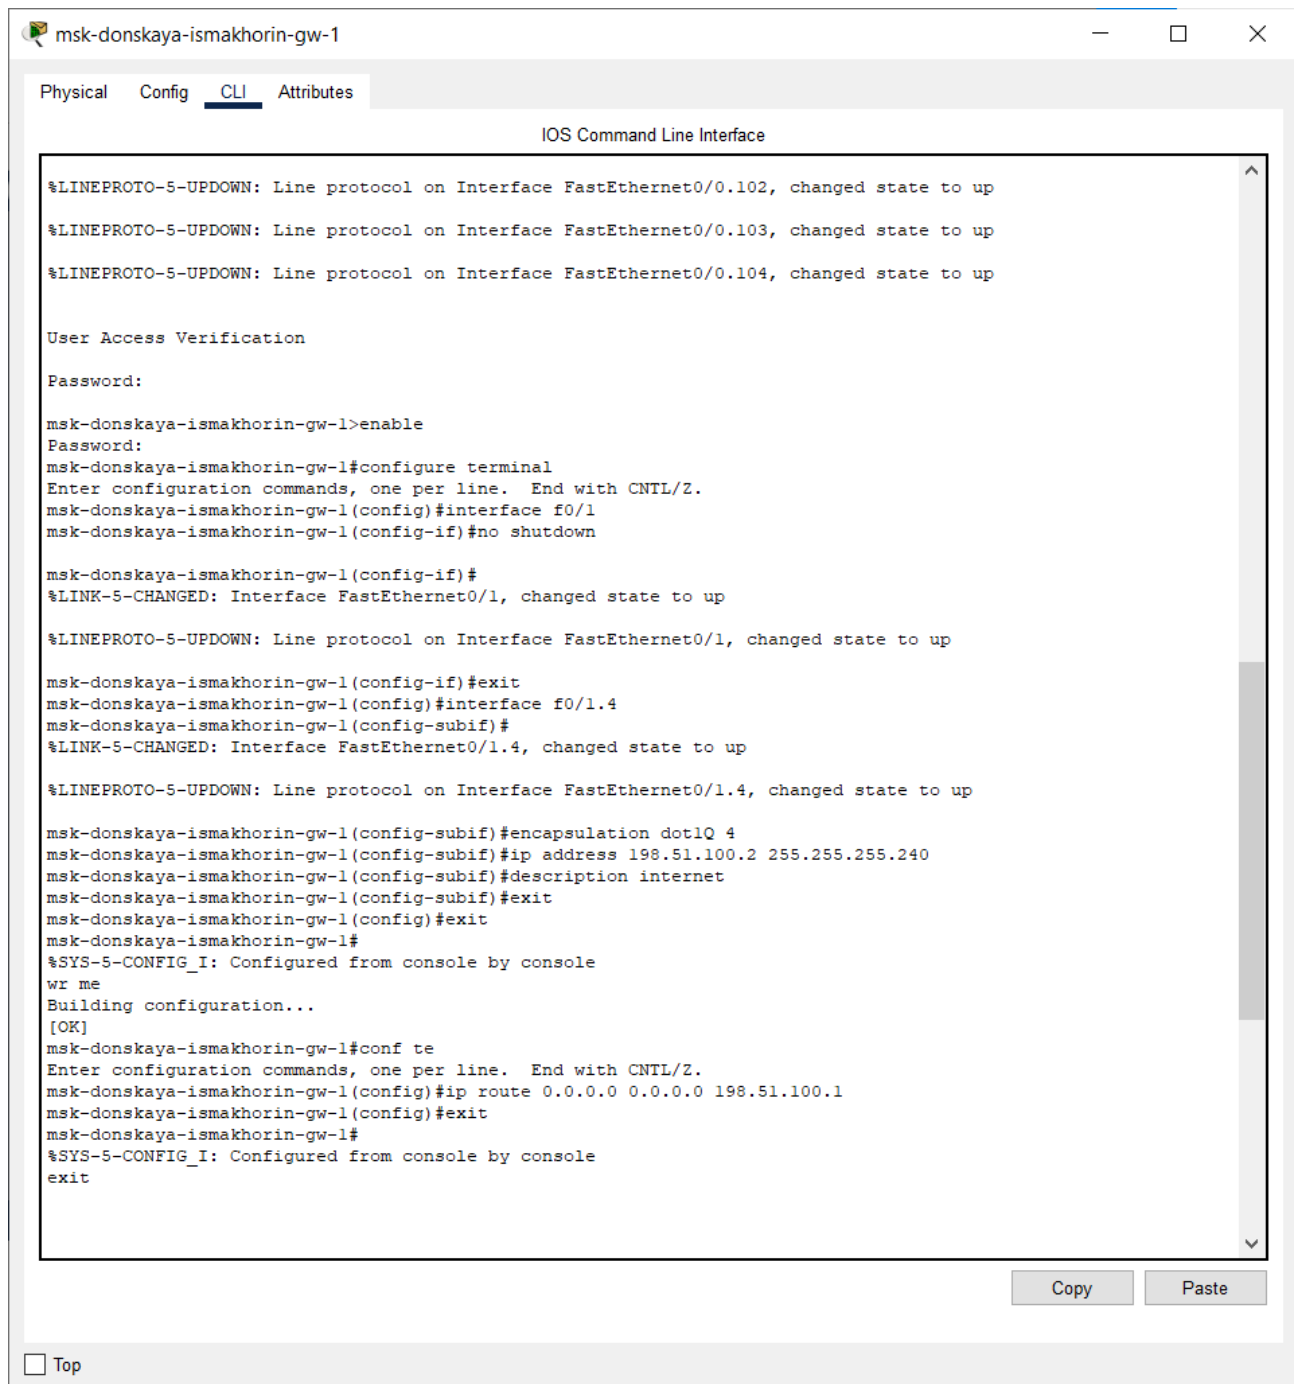 msk-donskaya-ismakhorin-gw-1
Physical Config CLI Attributes
IOS Command Line Interface
%LINEPROTO-5-UPDOWN: Line protocol on Interface FastEthernet0/0.102, changed state to up
%LINEPROTO-5-UPDOWN: Line protocol on Interface FastEthernet0/0.103, changed state to up
%LINEPROTO-5-UPDOWN: Line protocol on Interface FastEthernet0/0.104, changed state to up
User Access Verification
Password:
msk-donskaya-ismakhorin-gw-1>enable
Password:
msk-donskaya-ismakhorin-gw-1#configure terminal
Enter configuration commands, one per line.  End with CNTL/Z.
msk-donskaya-ismakhorin-gw-1(config)#interface f0/1
msk-donskaya-ismakhorin-gw-1(config-if)#no shutdown
msk-donskaya-ismakhorin-gw-1(config-if)#
%LINK-5-CHANGED: Interface FastEthernet0/1, changed state to up
%LINEPROTO-5-UPDOWN: Line protocol on Interface FastEthernet0/1, changed state to up
msk-donskaya-ismakhorin-gw-1(config-if)#exit
msk-donskaya-ismakhorin-gw-1(config)#interface f0/1.4
msk-donskaya-ismakhorin-gw-1(config-subif)#
%LINK-5-CHANGED: Interface FastEthernet0/1.4, changed state to up
%LINEPROTO-5-UPDOWN: Line protocol on Interface FastEthernet0/1.4, changed state to up
msk-donskaya-ismakhorin-gw-1(config-subif)#encapsulation dot1Q 4
msk-donskaya-ismakhorin-gw-1(config-subif)#ip address 198.51.100.2 255.255.255.240
msk-donskaya-ismakhorin-gw-1(config-subif)#description internet
msk-donskaya-ismakhorin-gw-1(config-subif)#exit
msk-donskaya-ismakhorin-gw-1(config)#exit
msk-donskaya-ismakhorin-gw-1#
%SYS-5-CONFIG_I: Configured from console by console
wr me
Building configuration...
[OK]
msk-donskaya-ismakhorin-gw-1#conf te
Enter configuration commands, one per line.  End with CNTL/Z.
msk-donskaya-ismakhorin-gw-1(config)#ip route 0.0.0.0 0.0.0.0 198.51.100.1
msk-donskaya-ismakhorin-gw-1(config)#exit
msk-donskaya-ismakhorin-gw-1#
%SYS-5-CONFIG_I: Configured from console by console
exit
Copy Paste
Top